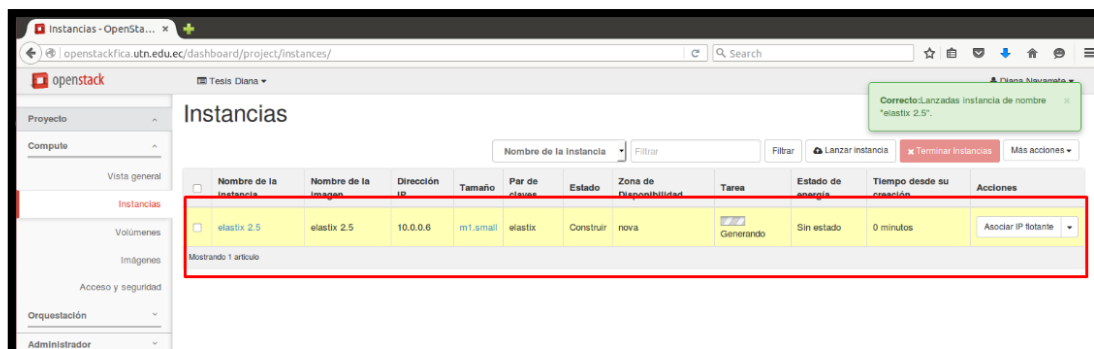 Instancias - OpenSta...
openstackfica.utn.edu.ec/dashboard/project/instances/
Search
openstack
Tesis Diana
Diana Navarrete
Correcto:Lanzadas instancia de nombre
"elastix 2.5".
Instancias
Proyecto
Compute
Vista general
Instancias
Volúmenes
Imágenes
Acceso y seguridad
Orquestación
Administrador
Nombre de la instancia
Filtrar
Filtrar
Lanzar instancia
Terminar Instancias
Más acciones
Nombre de la instancia
Nombre de la imagen
Dirección IP
Tamaño
Par de claves
Estado
Zona de Disponibilidad
Tarea
Estado de energía
Tiempo desde su creación
Acciones
elastix 2.5
elastix 2.5
10.0.0.6
m1.small
elastix
Construir
nova
Generando
Sin estado
0 minutos
Asociar IP flotante
Mostrando 1 articulo